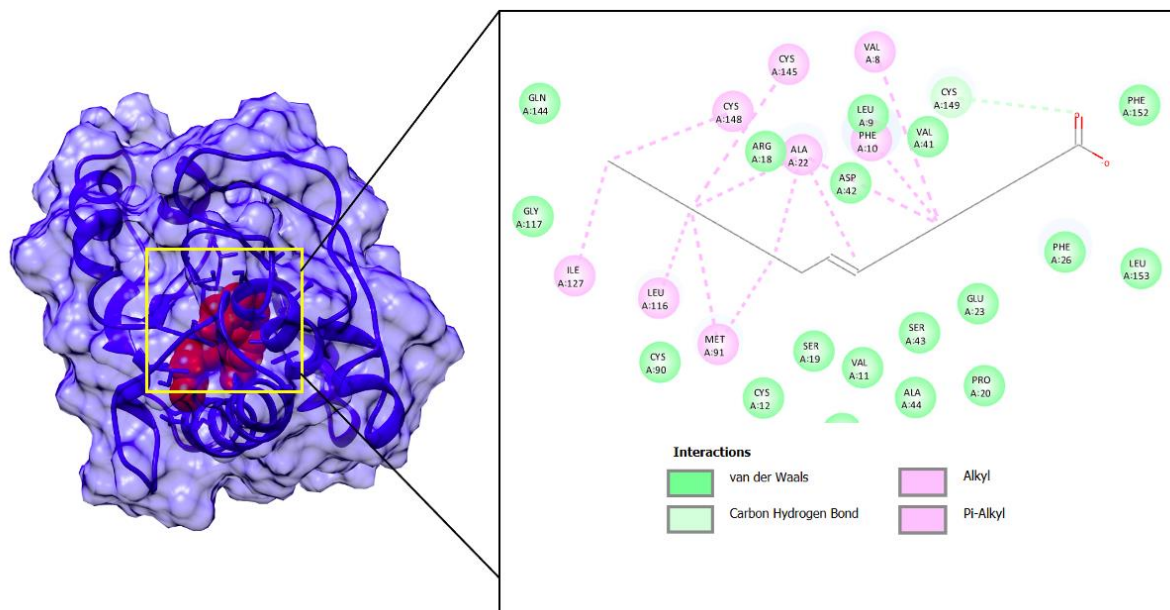 VAL
A:8
CYS
A:145
CYS
A:149
PHE
A:152
GLN
A:144
CYS
A:148
LEU
A:9
VAL
A:41
PHE
A:10
ARG
A:18
ALA
A:22
ASP
A:42
GLY
A:117
PHE
A:26
LEU
A:153
ILE
A:127
LEU
A:116
GLU
A:23
MET
A:91
SER
A:43
SER
A:19
CYS
A:90
VAL
A:11
PRO
A:20
CYS
A:12
ALA
A:44
o
-o
Interactions
van der Waals
Alkyl
Carbon Hydrogen Bond
Pi-Alkyl